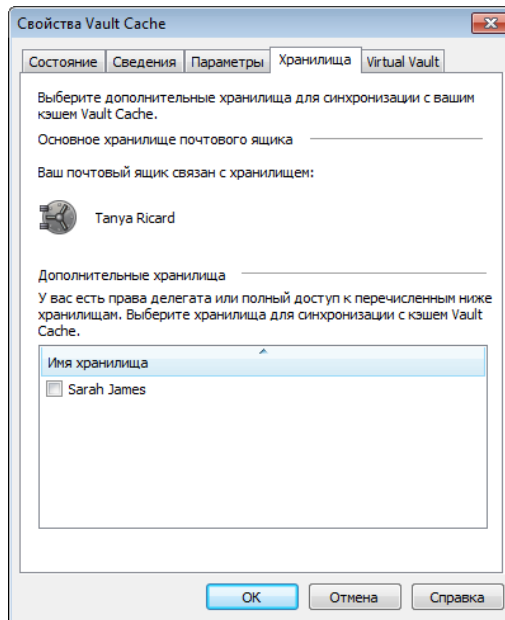 Свойства Vault Cache
Состояние Сведения Параметры Хранилища Virtual Vault
Выберите дополнительные хранилища для синхронизации с вашим
кэшем Vault Cache.
Основное хранилище почтового ящика
Ваш почтовый ящик связан с хранилищем:
Tanya Ricard
Дополнительные хранилища
У вас есть права делегата или полный доступ к перечисленным ниже
хранилищам. Выберите хранилища для синхронизации с кэшем Vault
Cache.
Имя хранилища
Sarah James
ОК Отмена Справка